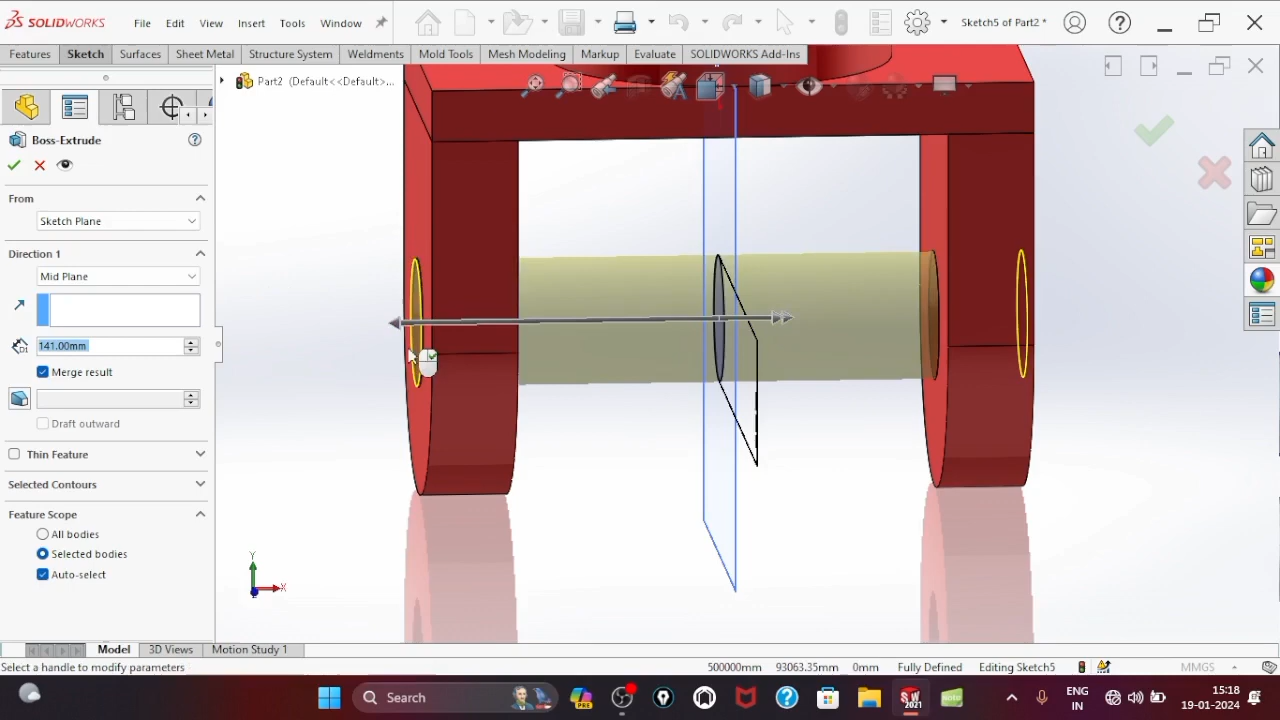 SOLIDWORKS
File
Edit
View
Insert
Tools
Window
Sketch5 of Part2 *
Features
Sketch
Surfaces
Sheet Metal
Structure System
Weldments
Mold Tools
Mesh Modeling
Markup
Evaluate
SOLIDWORKS Add-Ins
Part2 (Default<<Default>...
Boss-Extrude
From
Sketch Plane
Direction 1
Mid Plane
141.00mm
Merge result
Draft outward
Thin Feature
Selected Contours
Feature Scope
All bodies
Selected bodies
Auto-select
Y
X
Model
3D Views
Motion Study 1
Select a handle to modify parameters
500000mm
93063.35mm
0mm
Fully Defined
Editing Sketch5
MMGS
Search
PRE
SW
2021
note
ENG
IN
15:18
19-01-2024